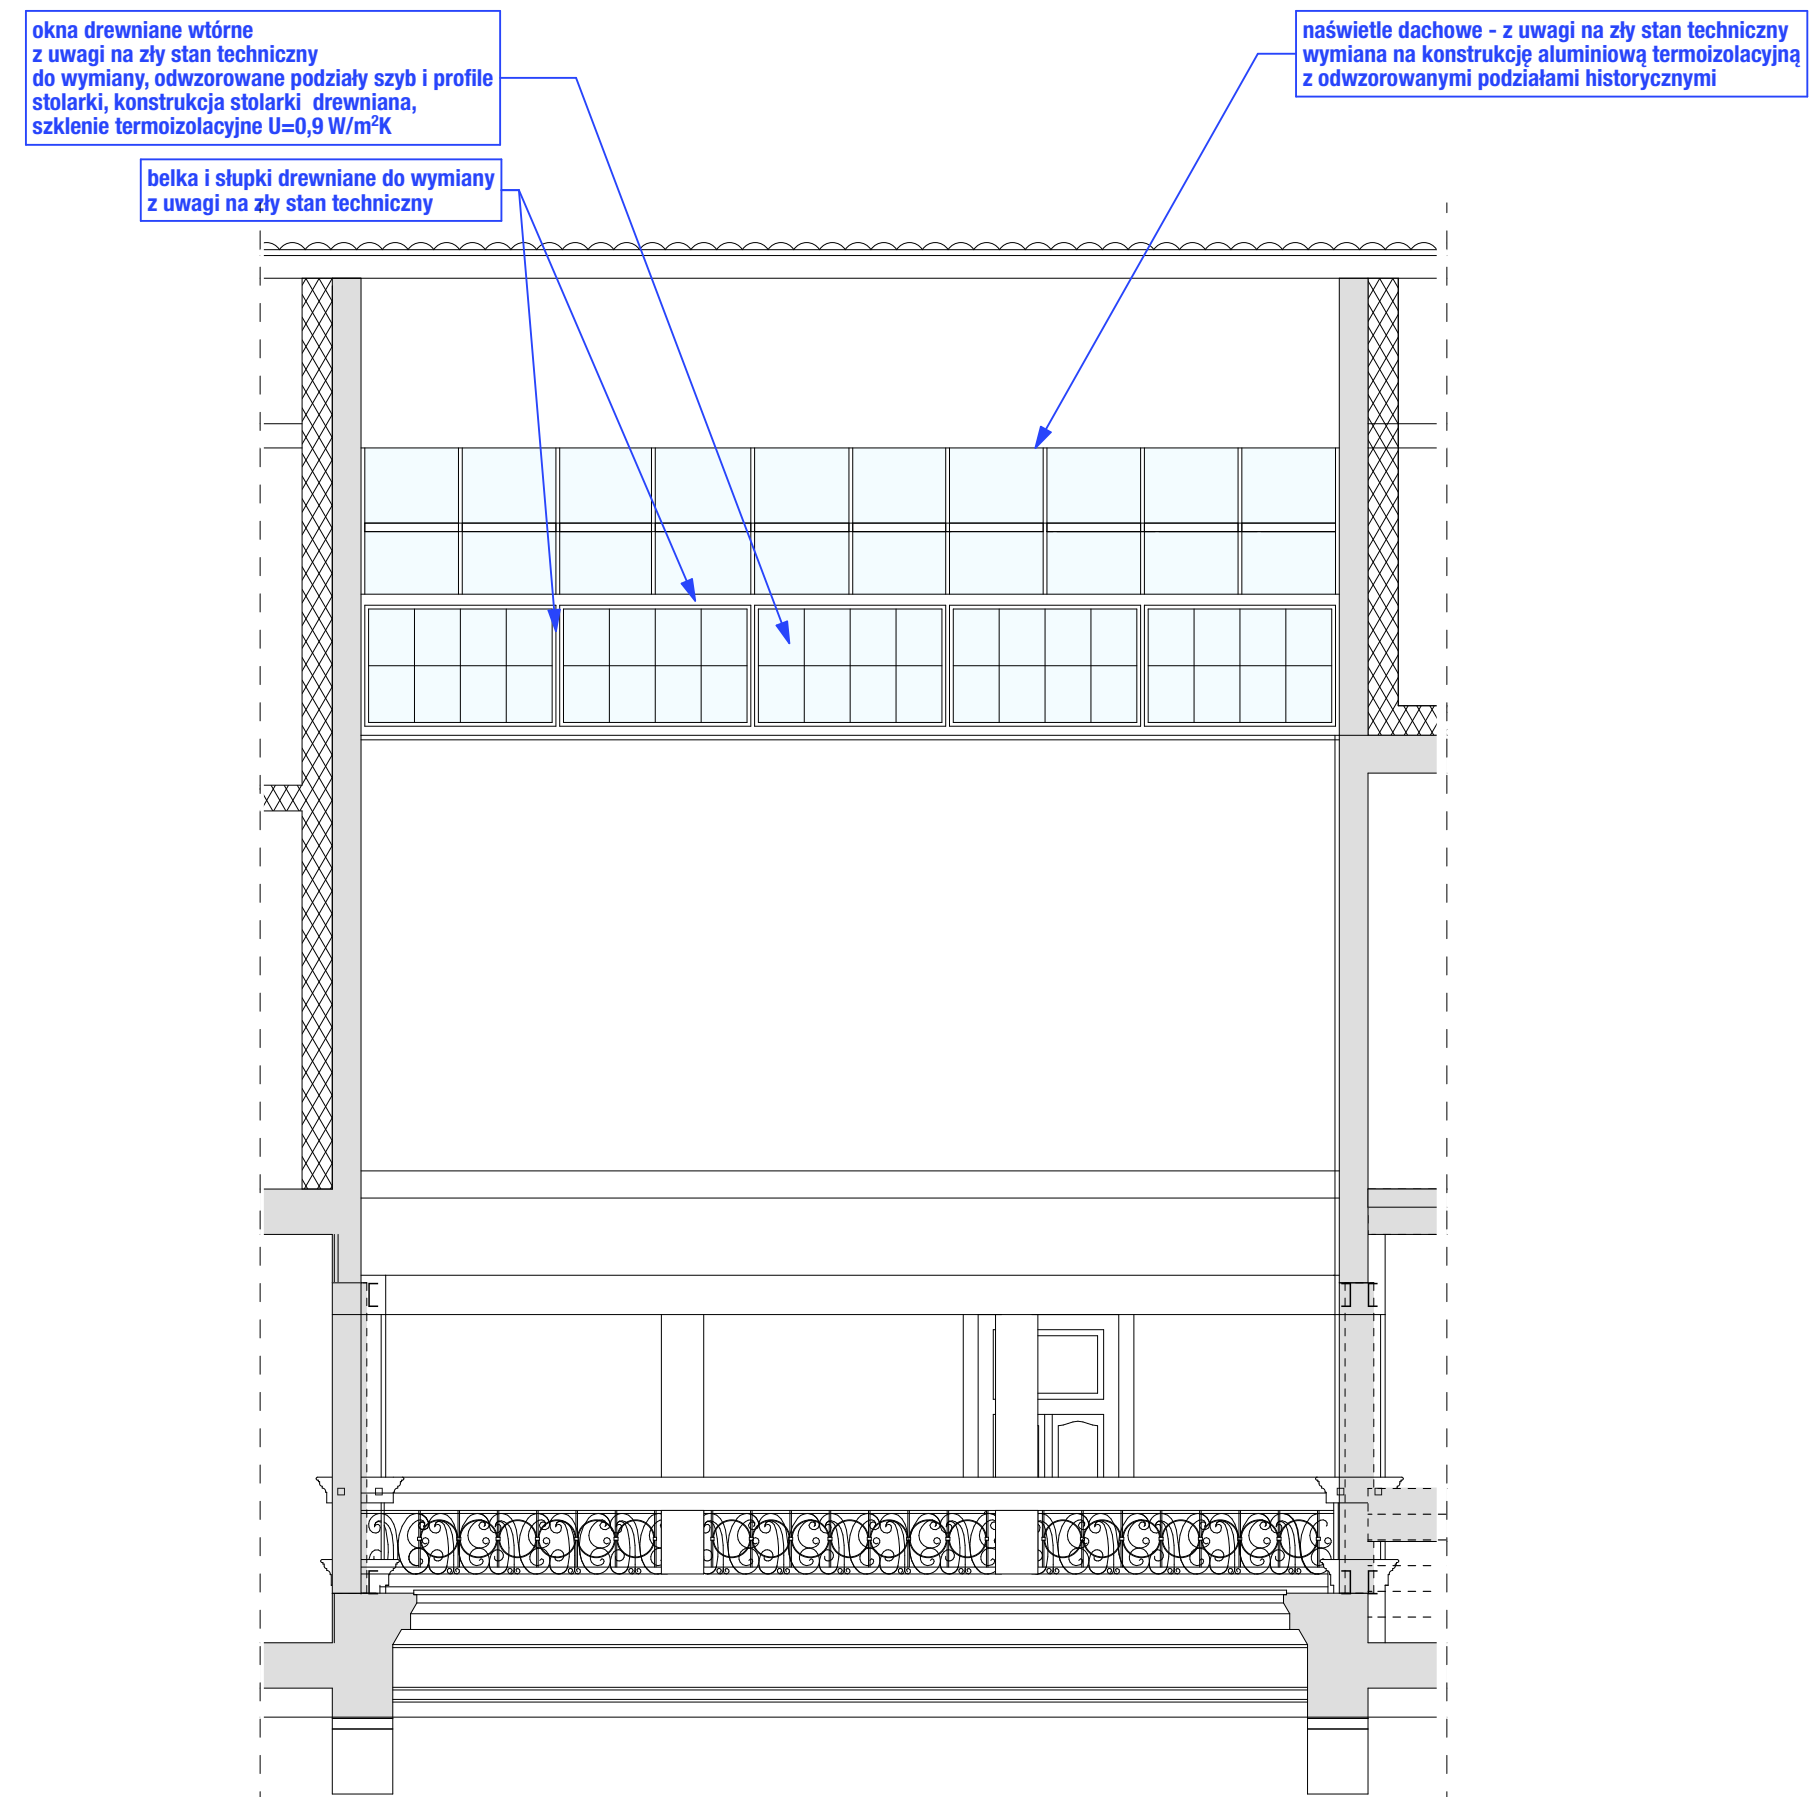 okna drewniane wtórne
z uwagi na zły stan techniczny
do wymiany, odwzorowane podziały szyb i profile
stolarki, konstrukcja stolarki drewniana,
szklenie termoizolacyjne U=0,9 W/m²K
belka i słupki drewniane do wymiany
z uwagi na zły stan techniczny
naświetle dachowe - z uwagi na zły stan techniczny
wymiana na konstrukcję aluminiową termoizolacyjną
z odwzorowanymi podziałami historycznymi